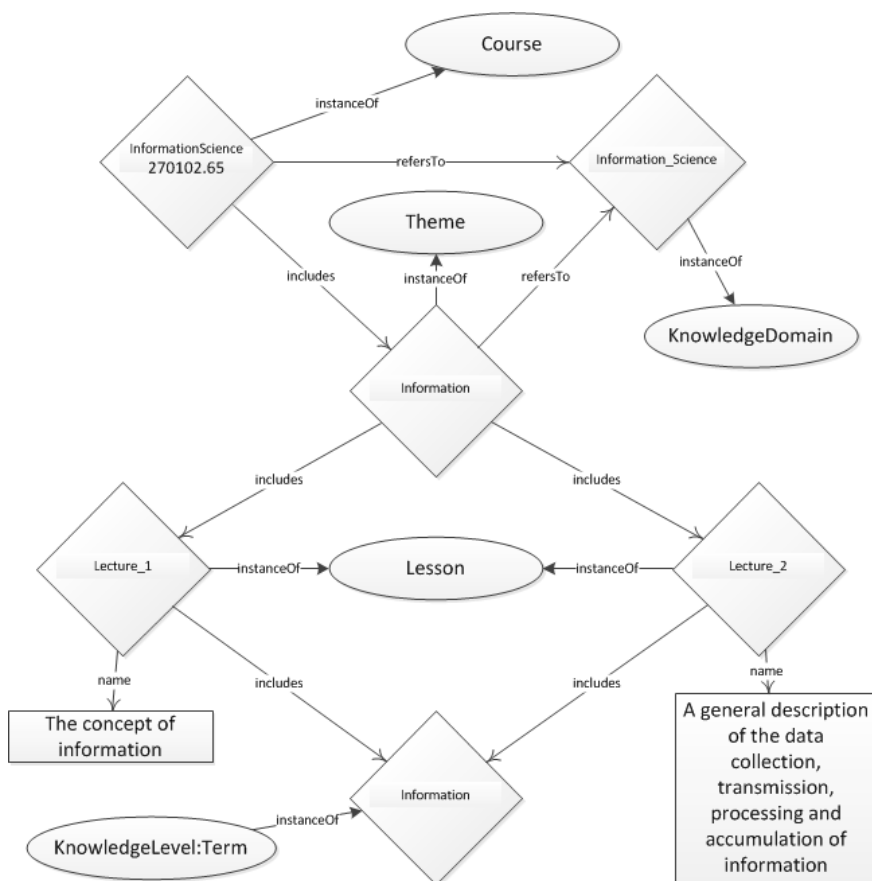 Course
instanceOf
InformationScience
270102.65
refersTo
Information_Science
Theme
includes
instanceOf
refersTo
instanceOf
KnowledgeDomain
Information
includes
includes
Lecture_1
instanceOf
Lesson
instanceOf
Lecture_2
name
includes
includes
name
The concept of
information
A general description
of the data
collection,
transmission,
processing and
accumulation of
information
Information
instanceOf
KnowledgeLevel:Term